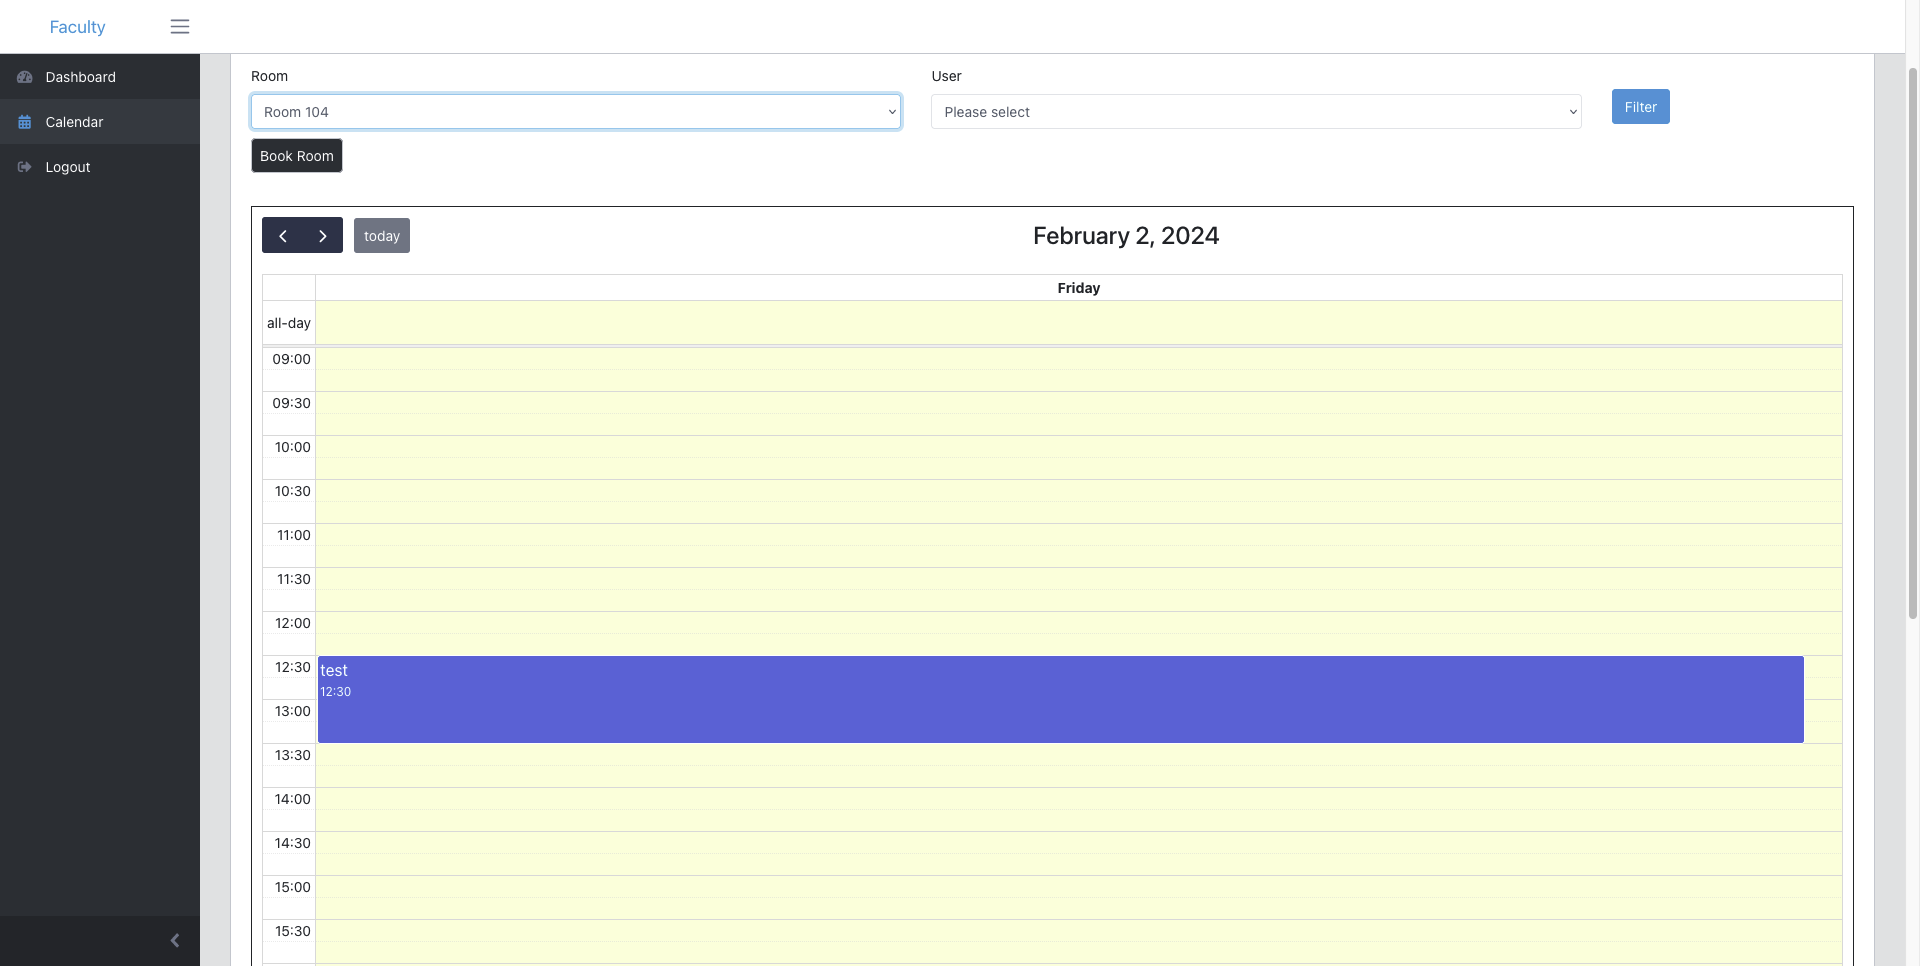 Faculty
Dashboard
Calendar
Logout
Room
User
Room 104
Please select
Filter
Book Room
today
February 2, 2024
Friday
all-day
09:00
09:30
10:00
10:30
11:00
11:30
12:00
12:30
test
12:30
13:00
13:30
14:00
14:30
15:00
15:30